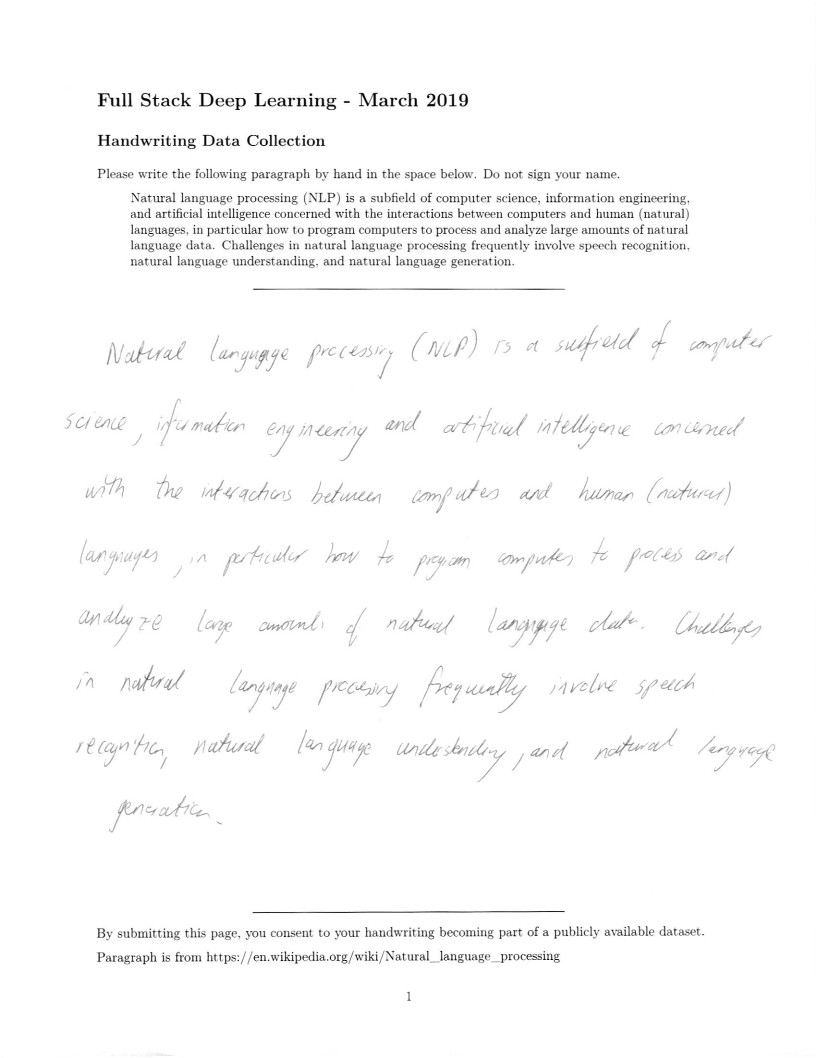 Full Stack Deep Learning - March 2019
Handwriting Data Collection
Please write the following paragraph by hand in the space below. Do not sign your name.
Natural language processing (NLP) is a subfield of computer science, information engineering,
and artificial intelligence concerned with the interactions between computers and human (natural)
languages, in particular how to program computers to process and analyze large amounts of natural
language data. Challenges in natural language processing frequently involve speech recognition,
natural language understanding, and natural language generation.
Natural language processing (NLP) is a subfield of computer
science, information engineering and artificial intelligence concerned
with the interactions between computes and human (natural)
languages, in particular how to program computes to process and
analyze large amounts of natural language data. Challenges
in natural language processing frequently involve speech
recognition, natural language understanding, and natural language
generation.
By submitting this page, you consent to your handwriting becoming part of a publicly available dataset.
Paragraph is from https://en.wikipedia.org/wiki/Natural_language_processing
1